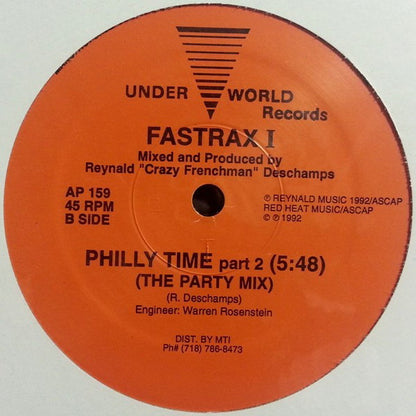 UNDER WORLD
Records
FASTRAX I
Mixed and Produced by
Reynald "Crazy Frenchman" Deschamps
AP 159
45 RPM
B SIDE
℗ REYNALD MUSIC 1992/ASCAP
RED HEAT MUSIC/ASCAP
© ℗ 1992
PHILLY TIME part 2 (5:48)
(THE PARTY MIX)
(R. Deschamps)
Engineer: Warren Rosenstein
DIST. BY MTI
Ph# (718) 786-8473